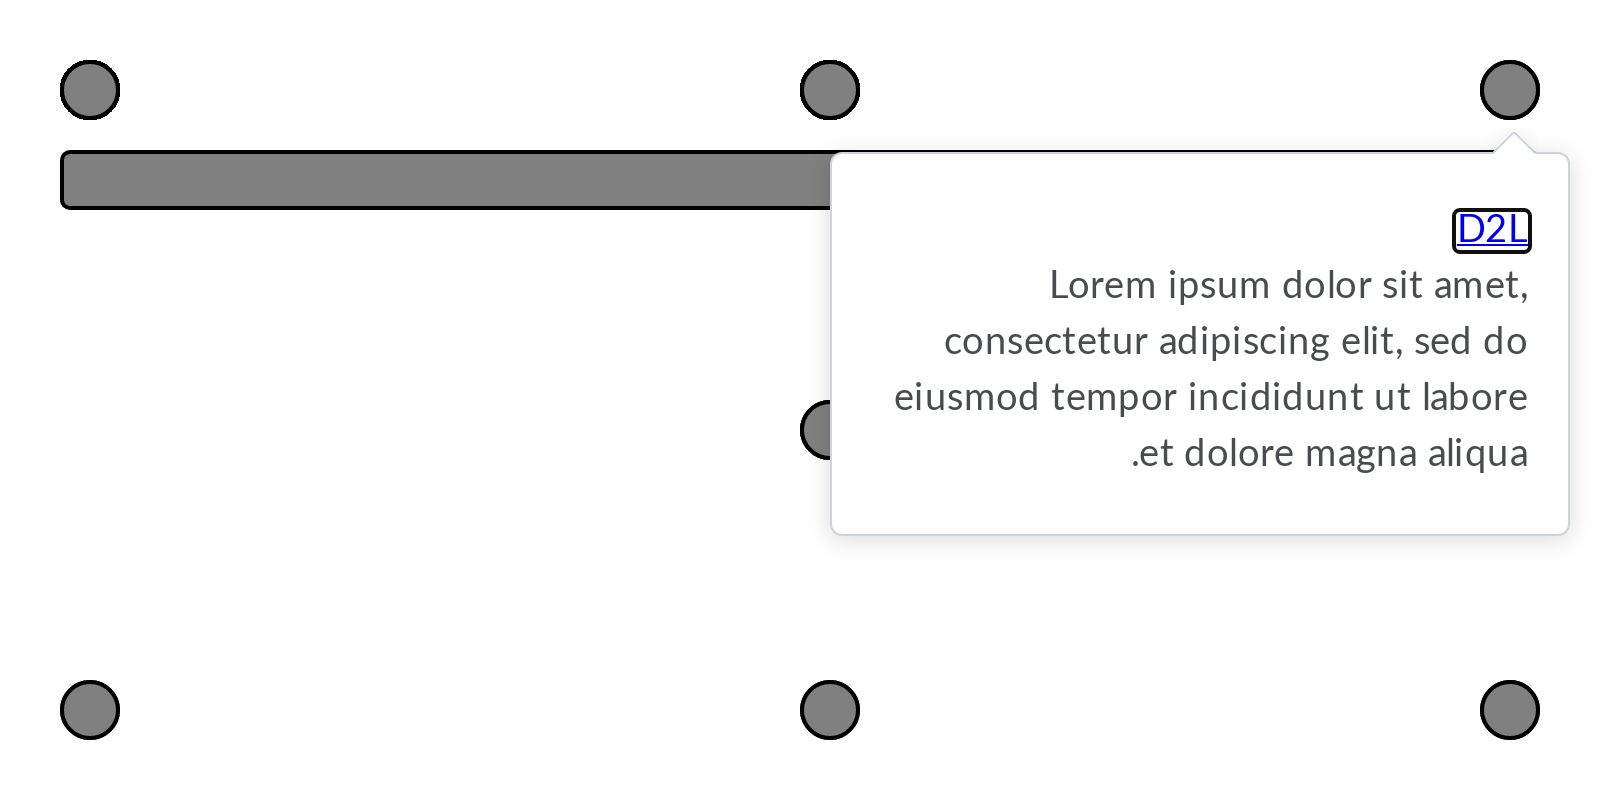 D2L
Lorem ipsum dolor sit amet,
consectetur adipiscing elit, sed do
eiusmod tempor incididunt ut labore
.et dolore magna aliqua